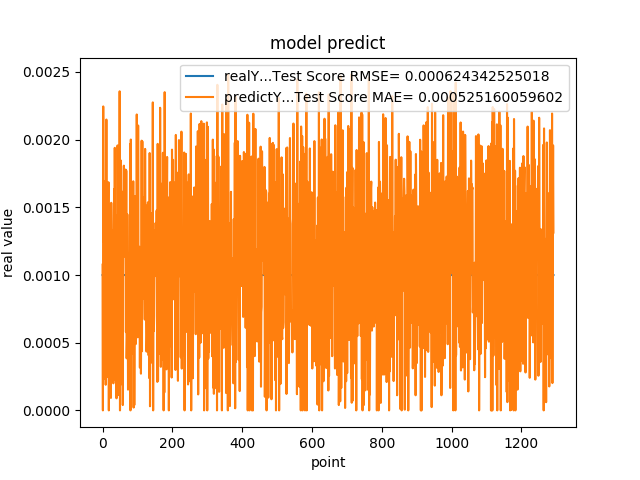 model predict
realY...Test Score RMSE= 0.000624342525018
predictY...Test Score MAE= 0.000525160059602
0.0025
0.0020
0.0015
0.0010
0.0005
0.0000
real value
0 200 400 600 800 1000 1200
point